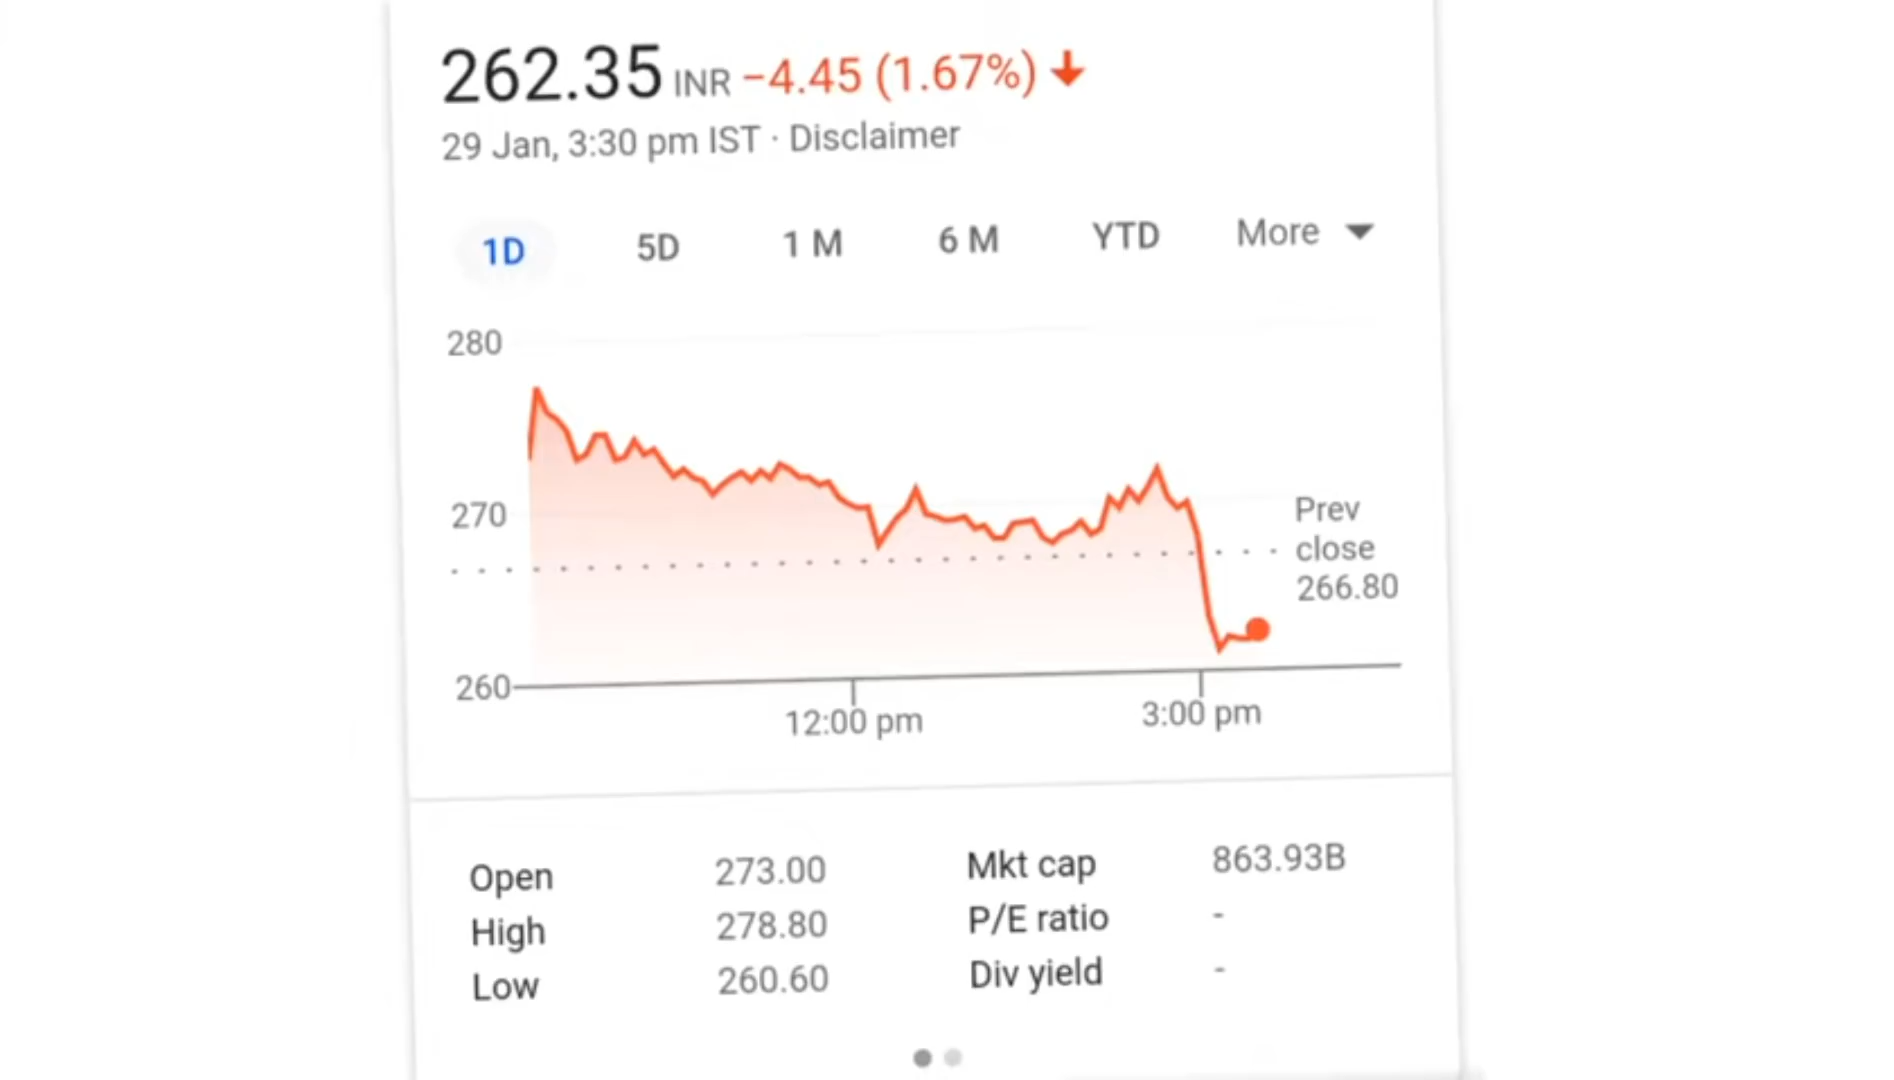 262.35 INR −4.45 (1.67%)
29 Jan, 3:30 pm IST · Disclaimer
1D 5D 1 M 6 M YTD More
280
270
260
Prev
close
266.80
12:00 pm 3:00 pm
Open 273.00 Mkt cap 863.93B
High 278.80 P/E ratio -
Low 260.60 Div yield -